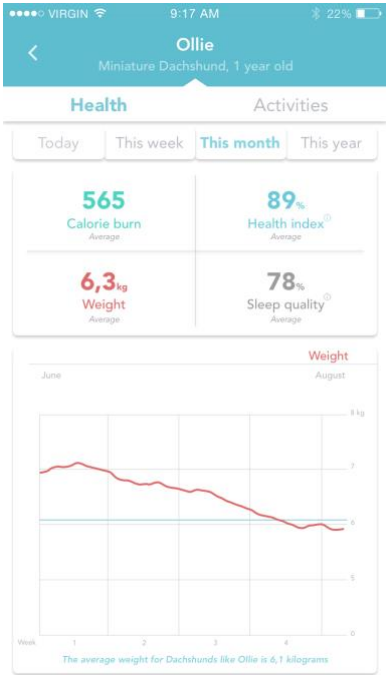 VIRGIN 9:17 AM 22%
Ollie
Miniature Dachshund, 1 year old
Health Activities
Today This week This month This year
565 89%
Calorie burn Health index
Average Average
6,3kg 78%
Weight Sleep quality
Average Average
Weight
June August
8 kg
7
6
5
0
Week 1 2 3 4
The average weight for Dachshunds like Ollie is 6,1 kilograms